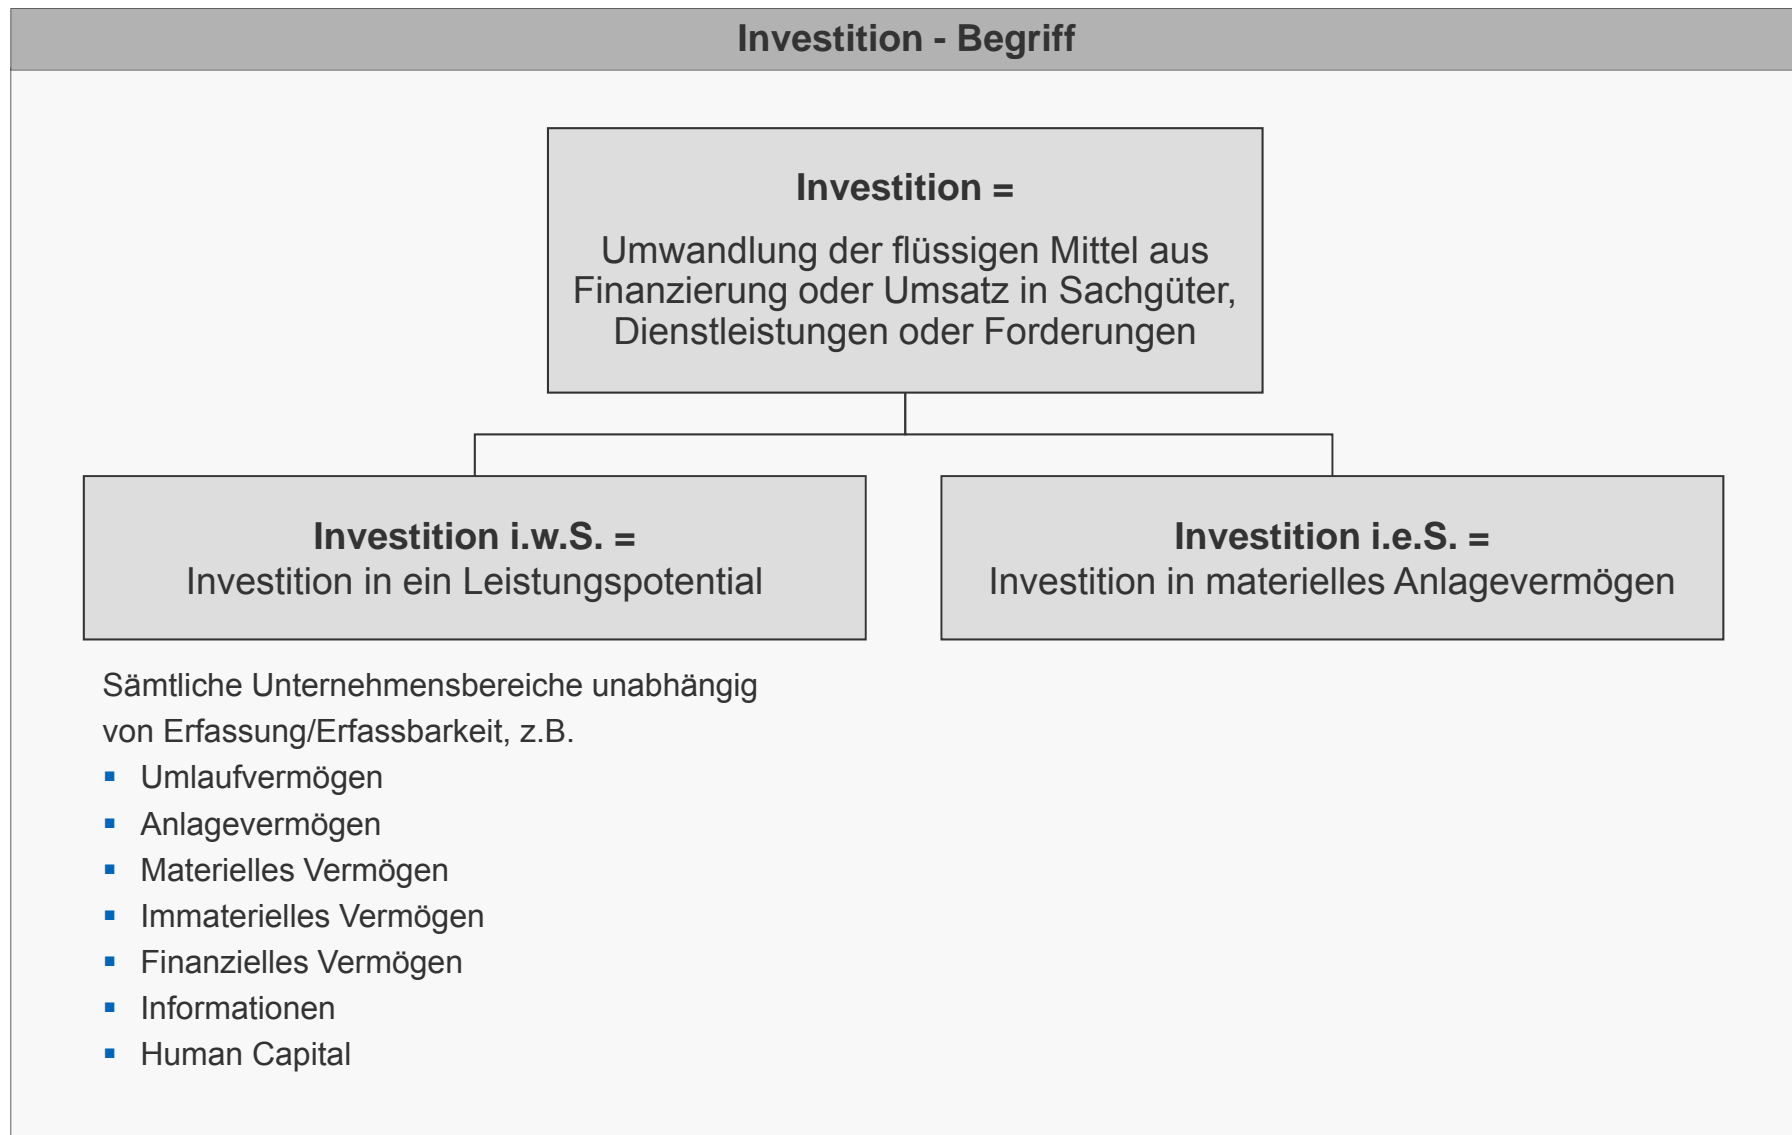 Investition - Begriff
Investition =
Umwandlung der flüssigen Mittel aus
Finanzierung oder Umsatz in Sachgüter,
Dienstleistungen oder Forderungen
Investition i.w.S. =
Investition in ein Leistungspotential
Investition i.e.S. =
Investition in materielles Anlagevermögen
Sämtliche Unternehmensbereiche unabhängig
von Erfassung/Erfassbarkeit, z.B.
▪ Umlaufvermögen
▪ Anlagevermögen
▪ Materielles Vermögen
▪ Immaterielles Vermögen
▪ Finanzielles Vermögen
▪ Informationen
▪ Human Capital